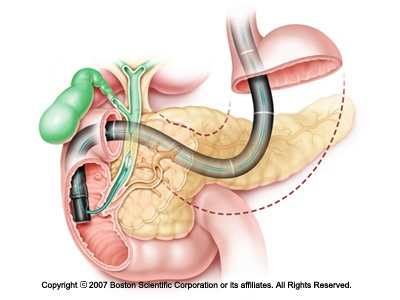 Copyright © 2007 Boston Scientific Corporation or its affiliates. All Rights Reserved.